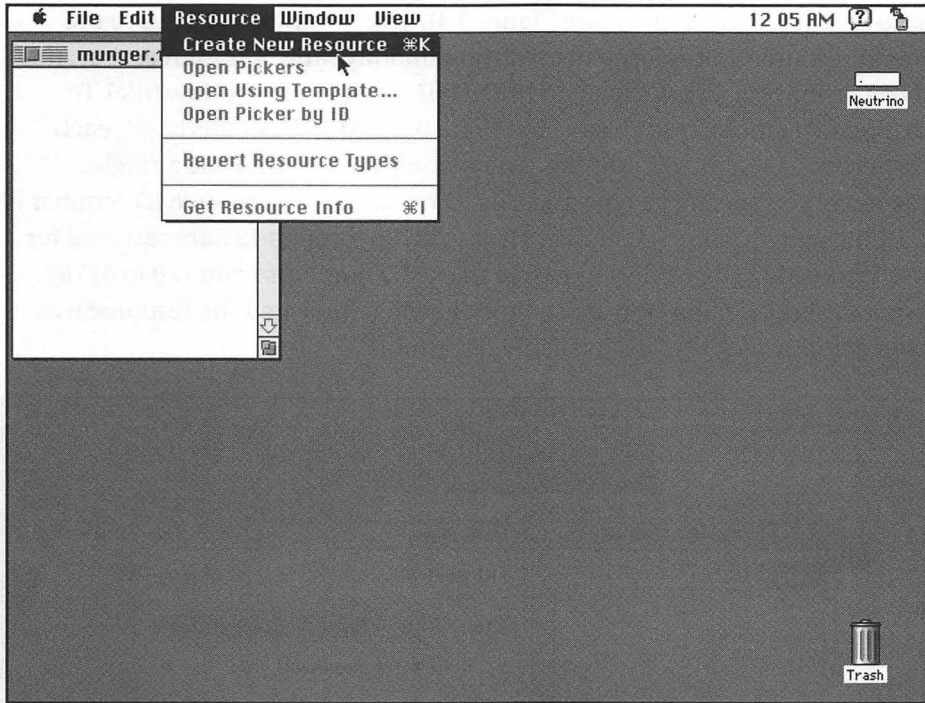 File Edit Resource Window View 12 05 AM
munger.
Create New Resource ⌘K
Open Pickers
Open Using Template...
Open Picker by ID
Revert Resource Types
Get Resource Info ⌘I
Neutrino
Trash